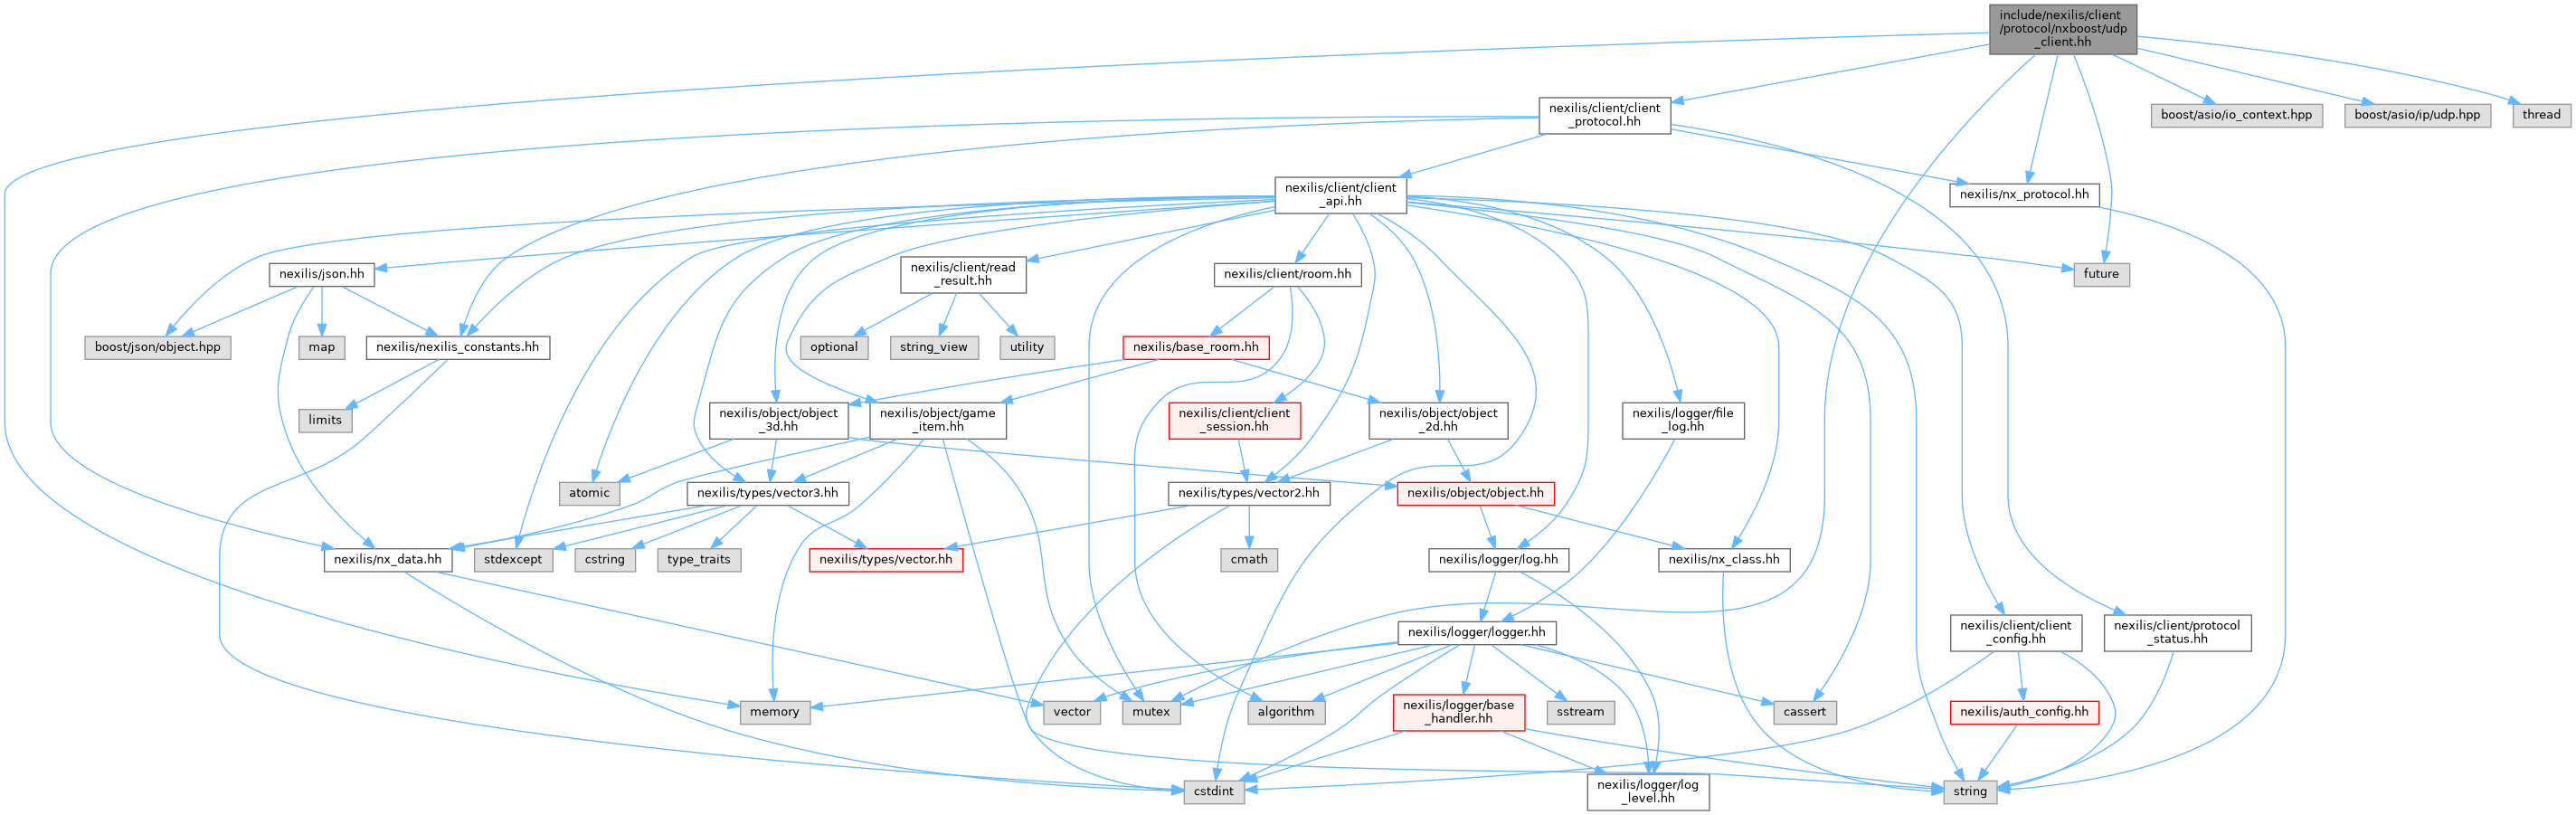 include/nexilis/client
/protocol/nxboost/udp
_client.hh
nexilis/client/client
_protocol.hh
boost/asio/io_context.hpp
boost/asio/ip/udp.hpp
thread
nexilis/client/client
_api.hh
nexilis/nx_protocol.hh
nexilis/json.hh
nexilis/client/read
_result.hh
nexilis/client/room.hh
future
boost/json/object.hpp
map
nexilis/nexilis_constants.hh
optional
string_view
utility
nexilis/base_room.hh
limits
nexilis/object/object
_3d.hh
nexilis/object/game
_item.hh
nexilis/client/client
_session.hh
nexilis/object/object
_2d.hh
nexilis/logger/file
_log.hh
atomic
nexilis/types/vector3.hh
nexilis/types/vector2.hh
nexilis/object/object.hh
nexilis/nx_data.hh
stdexcept
cstring
type_traits
nexilis/types/vector.hh
cmath
nexilis/logger/log.hh
nexilis/nx_class.hh
nexilis/logger/logger.hh
nexilis/client/client
_config.hh
nexilis/client/protocol
_status.hh
memory
vector
mutex
algorithm
nexilis/logger/base
_handler.hh
sstream
cassert
nexilis/auth_config.hh
cstdint
nexilis/logger/log
_level.hh
string